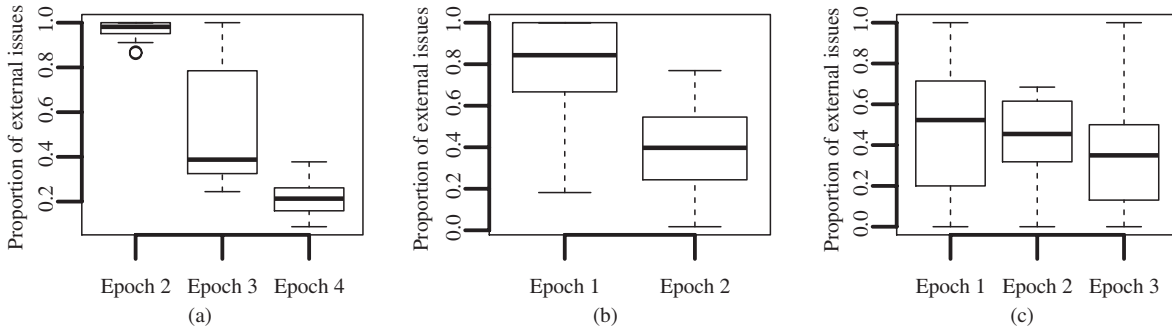 Proportion of external issues
1.0
0.8
0.6
0.4
0.2
Epoch 2 Epoch 3 Epoch 4
(a)
Proportion of external issues
1.0
0.8
0.6
0.4
0.2
0.0
Epoch 1 Epoch 2
(b)
Proportion of external issues
1.0
0.8
0.6
0.4
0.2
0.0
Epoch 1 Epoch 2 Epoch 3
(c)